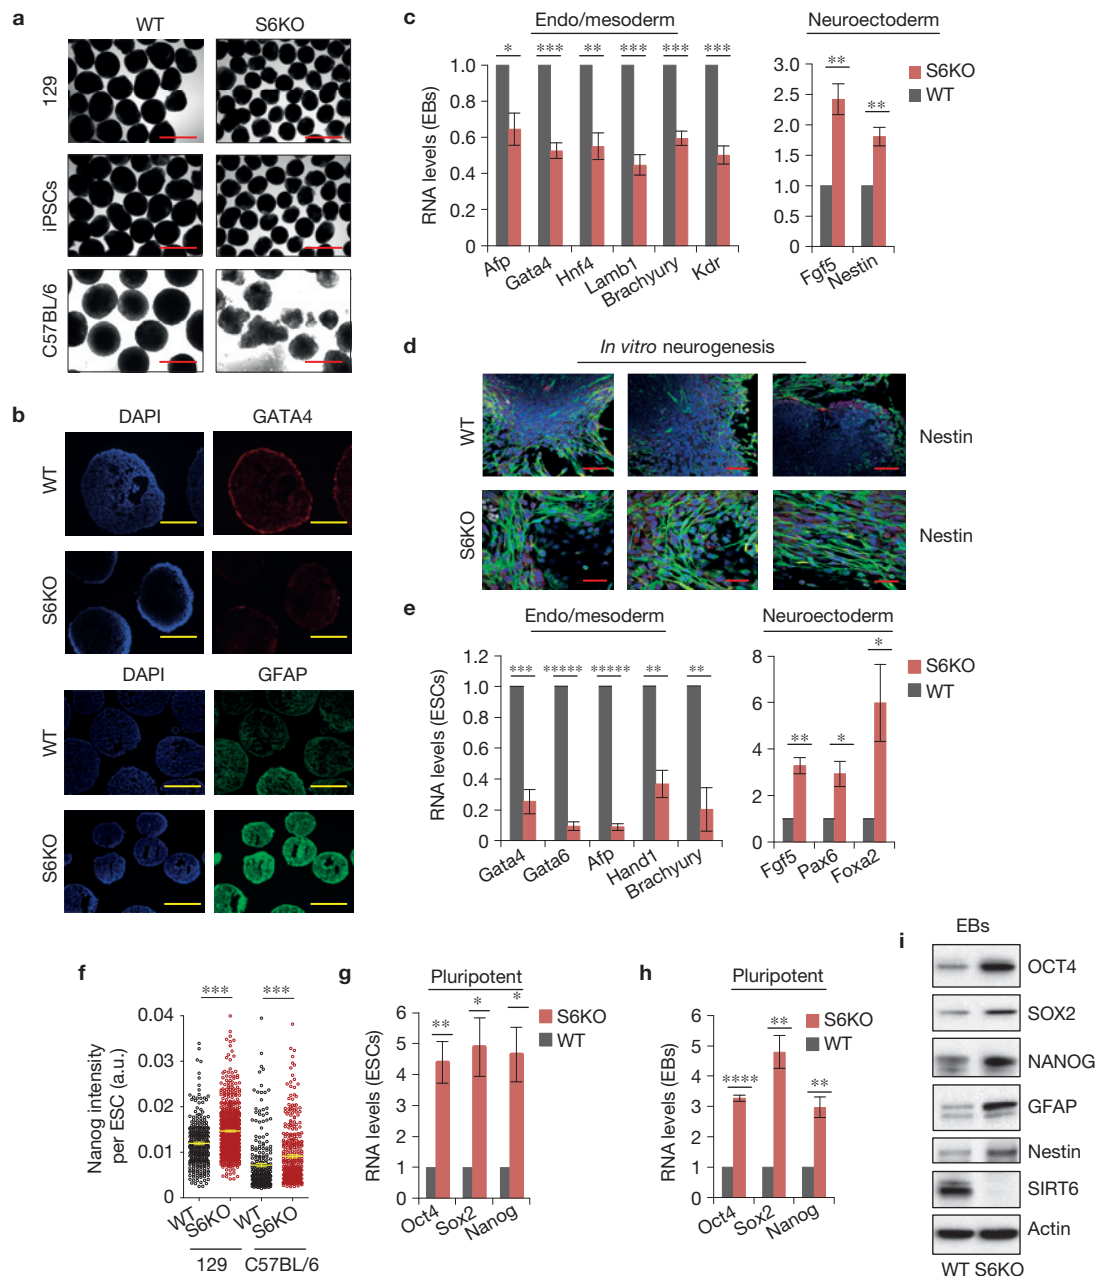 a
WT
S6KO
129
iPSCs
C57BL/6
b
DAPI
GATA4
WT
S6KO
DAPI
GFAP
WT
S6KO
c
Endo/mesoderm
Neuroectoderm
RNA levels (EBs)
1.0
0.8
0.6
0.4
0.2
0
* *** ** *** *** ***
Afp
Gata4
Hnf4
Lamb1
Brachyury
Kdr
3.0
2.5
2.0
1.5
1.0
0.5
0
**
**
Fgf5
Nestin
S6KO
WT
d
In vitro neurogenesis
WT
Nestin
S6KO
Nestin
e
Endo/mesoderm
Neuroectoderm
RNA levels (ESCs)
1.2
1.0
0.8
0.6
0.4
0.2
0
*** ***** ***** ** **
Gata4
Gata6
Afp
Hand1
Brachyury
8
6
4
2
0
**
*
*
Fgf5
Pax6
Foxa2
S6KO
WT
f
Nanog intensity
per ESC (a.u.)
0.04
0.03
0.02
0.01
0
***
***
WT
S6KO
WT
S6KO
129
C57BL/6
g
Pluripotent
RNA levels (ESCs)
6
5
4
3
2
1
0
**
*
*
Oct4
Sox2
Nanog
S6KO
WT
h
Pluripotent
RNA levels (EBs)
6
5
4
3
2
1
0
****
**
**
Oct4
Sox2
Nanog
S6KO
WT
i
EBs
OCT4
SOX2
NANOG
GFAP
Nestin
SIRT6
Actin
WT S6KO